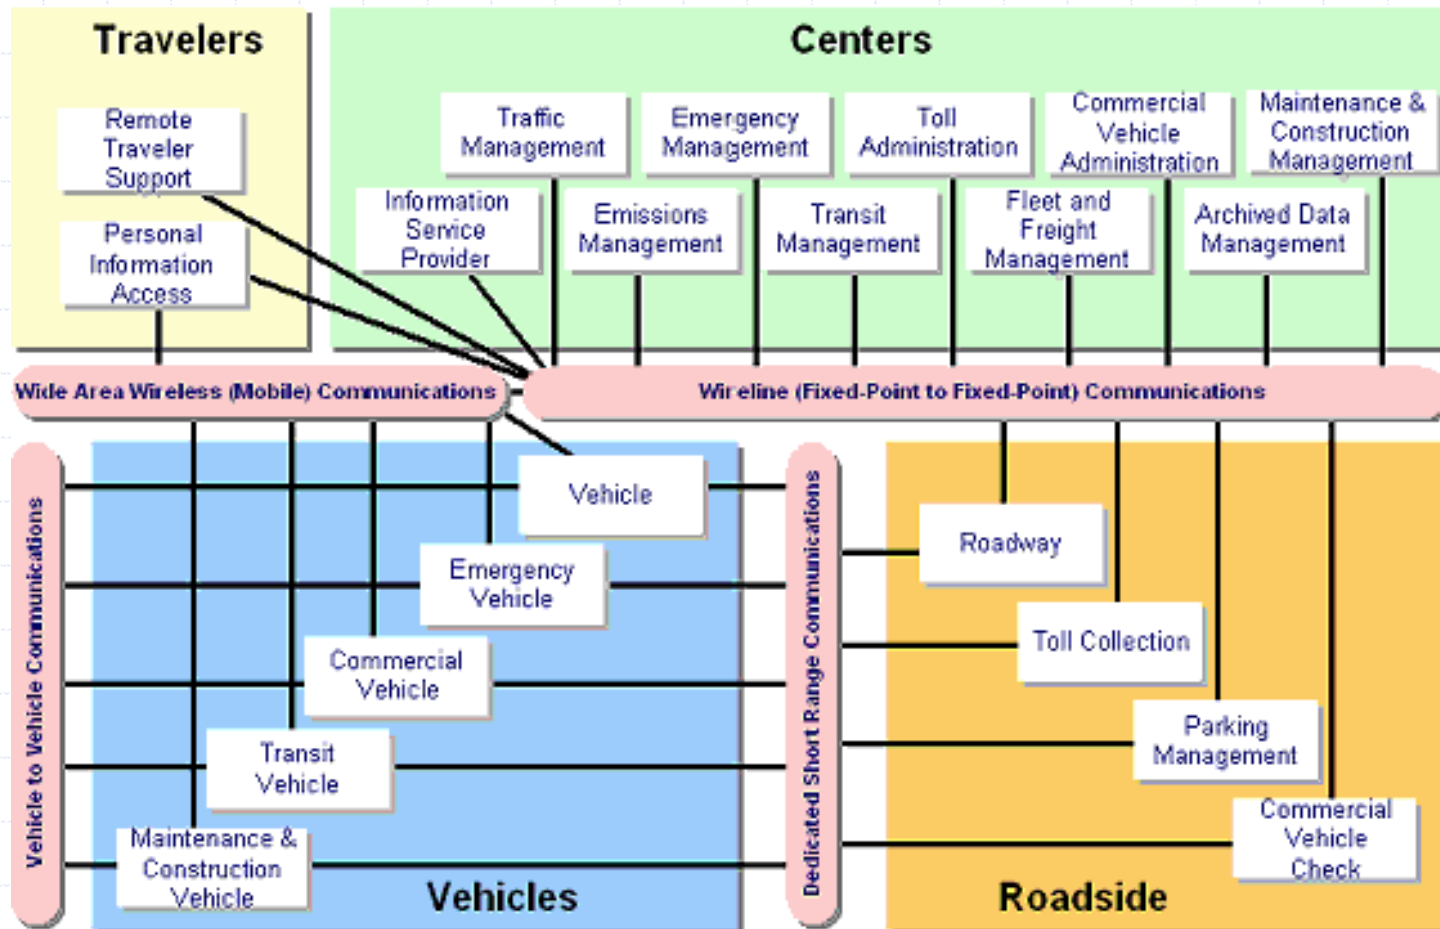 Travelers
Remote
Traveler
Support
Personal
Information
Access
Centers
Traffic
Management
Emergency
Management
Toll
Administration
Commercial
Vehicle
Administration
Maintenance &
Construction
Management
Information
Service
Provider
Emissions
Management
Transit
Management
Fleet and
Freight
Management
Archived Data
Management
Wide Area Wireless (Mobile) Communications
Wireline (Fixed-Point to Fixed-Point) Communications
Vehicle to Vehicle Communications
Vehicle
Emergency
Vehicle
Commercial
Vehicle
Transit
Vehicle
Maintenance &
Construction
Vehicle
Vehicles
Dedicated Short Range Communications
Roadway
Toll Collection
Parking
Management
Commercial
Vehicle
Check
Roadside